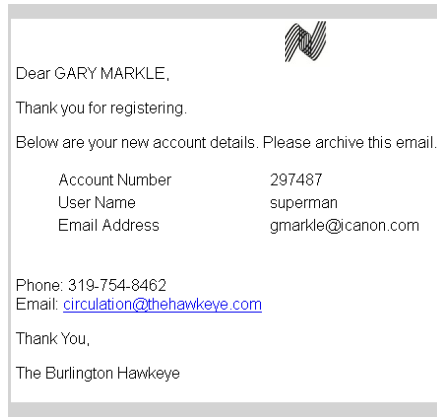 Dear GARY MARKLE,
Thank you for registering.
Below are your new account details. Please archive this email.
Account Number 297487
User Name superman
Email Address gmarkle@icanon.com
Phone: 319-754-8462
Email: circulation@thehawkeye.com
Thank You,
The Burlington Hawkeye